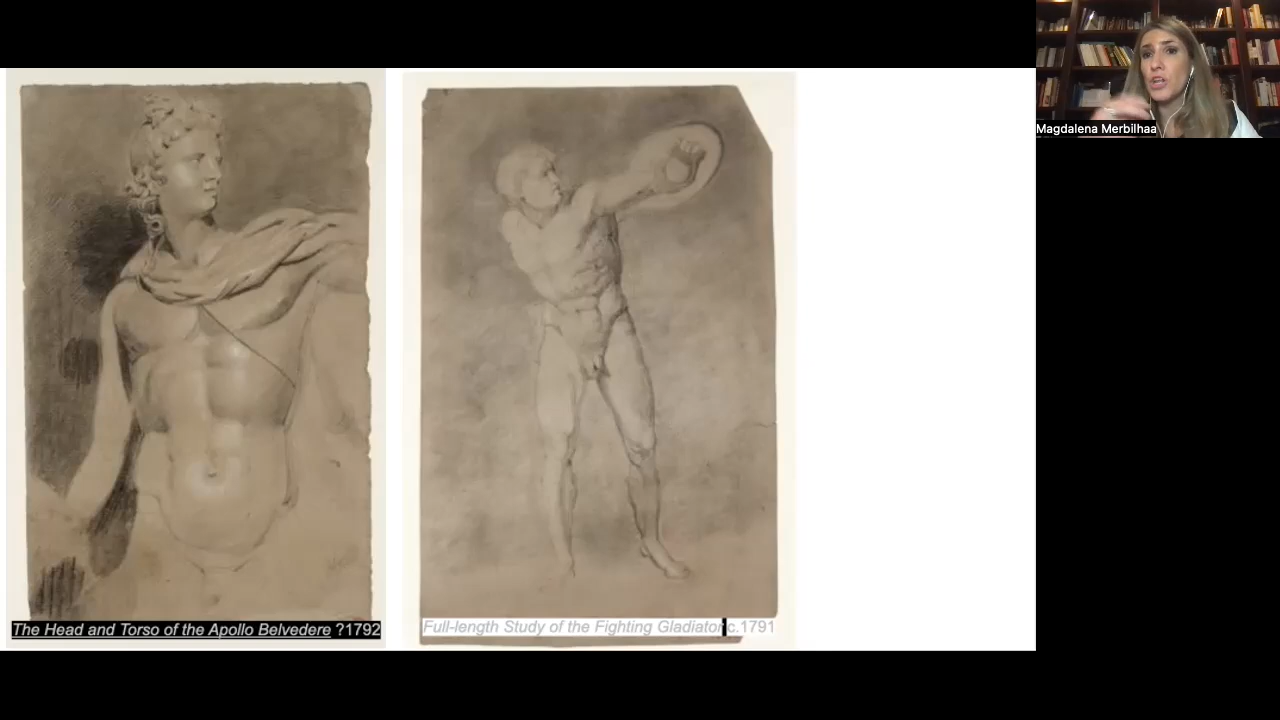 Magdalena Merbilhaa
The Head and Torso of the Apollo Belvedere ?1792
Full-length Study of the Fighting Gladiator c.1791